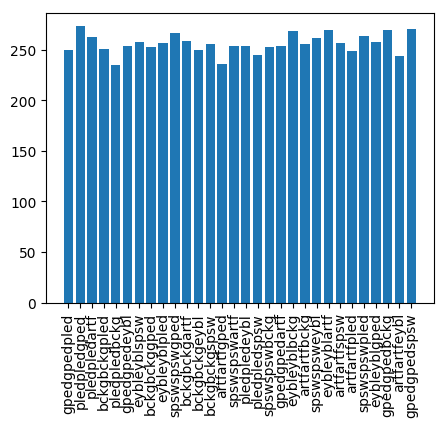 250
200
150
100
50
0
gpedgpedpled
pledpledgped
pledpledartf
bckgbckgpled
pledpledbckg
gpedgpedeybl
eybleyblspsw
bckgbckggped
eybleyblpled
spswspswgped
bckgbckgartf
bckgbckgeybl
bckgbckgspsw
artfartfgped
spswspswartf
pledpledeybl
pledpledspsw
spswspswbckg
gpedgpedartf
eybleyblbckg
artfartfbckg
spswspsweybl
eybleyblartf
artfartfspsw
artfartfpled
spswspswpled
eybleyblgped
gpedgpedbckg
artfartfeybl
gpedgpedspsw